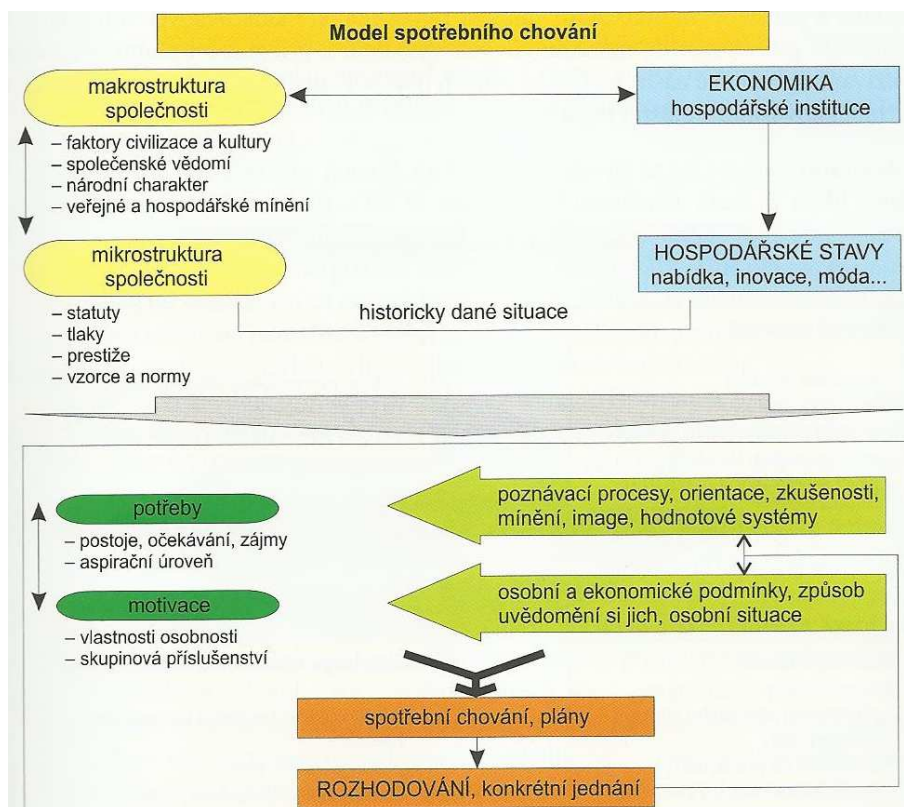 Model spotřebního chování
makrostruktura
společnosti
EKONOMIKA
hospodářské instituce
– faktory civilizace a kultury
– společenské vědomí
– národní charakter
– veřejné a hospodářské mínění
mikrostruktura
společnosti
HOSPODÁŘSKÉ STAVY
nabídka, inovace, móda...
historicky dané situace
– statuty
– tlaky
– prestiže
– vzorce a normy
potřeby
– postoje, očekávání, zájmy
– aspirační úroveň
motivace
– vlastnosti osobnosti
– skupinová příslušenství
poznávací procesy, orientace, zkušenosti,
mínění, image, hodnotové systémy
osobní a ekonomické podmínky, způsob
uvědomění si jich, osobní situace
spotřební chování, plány
ROZHODOVÁNÍ, konkrétní jednání